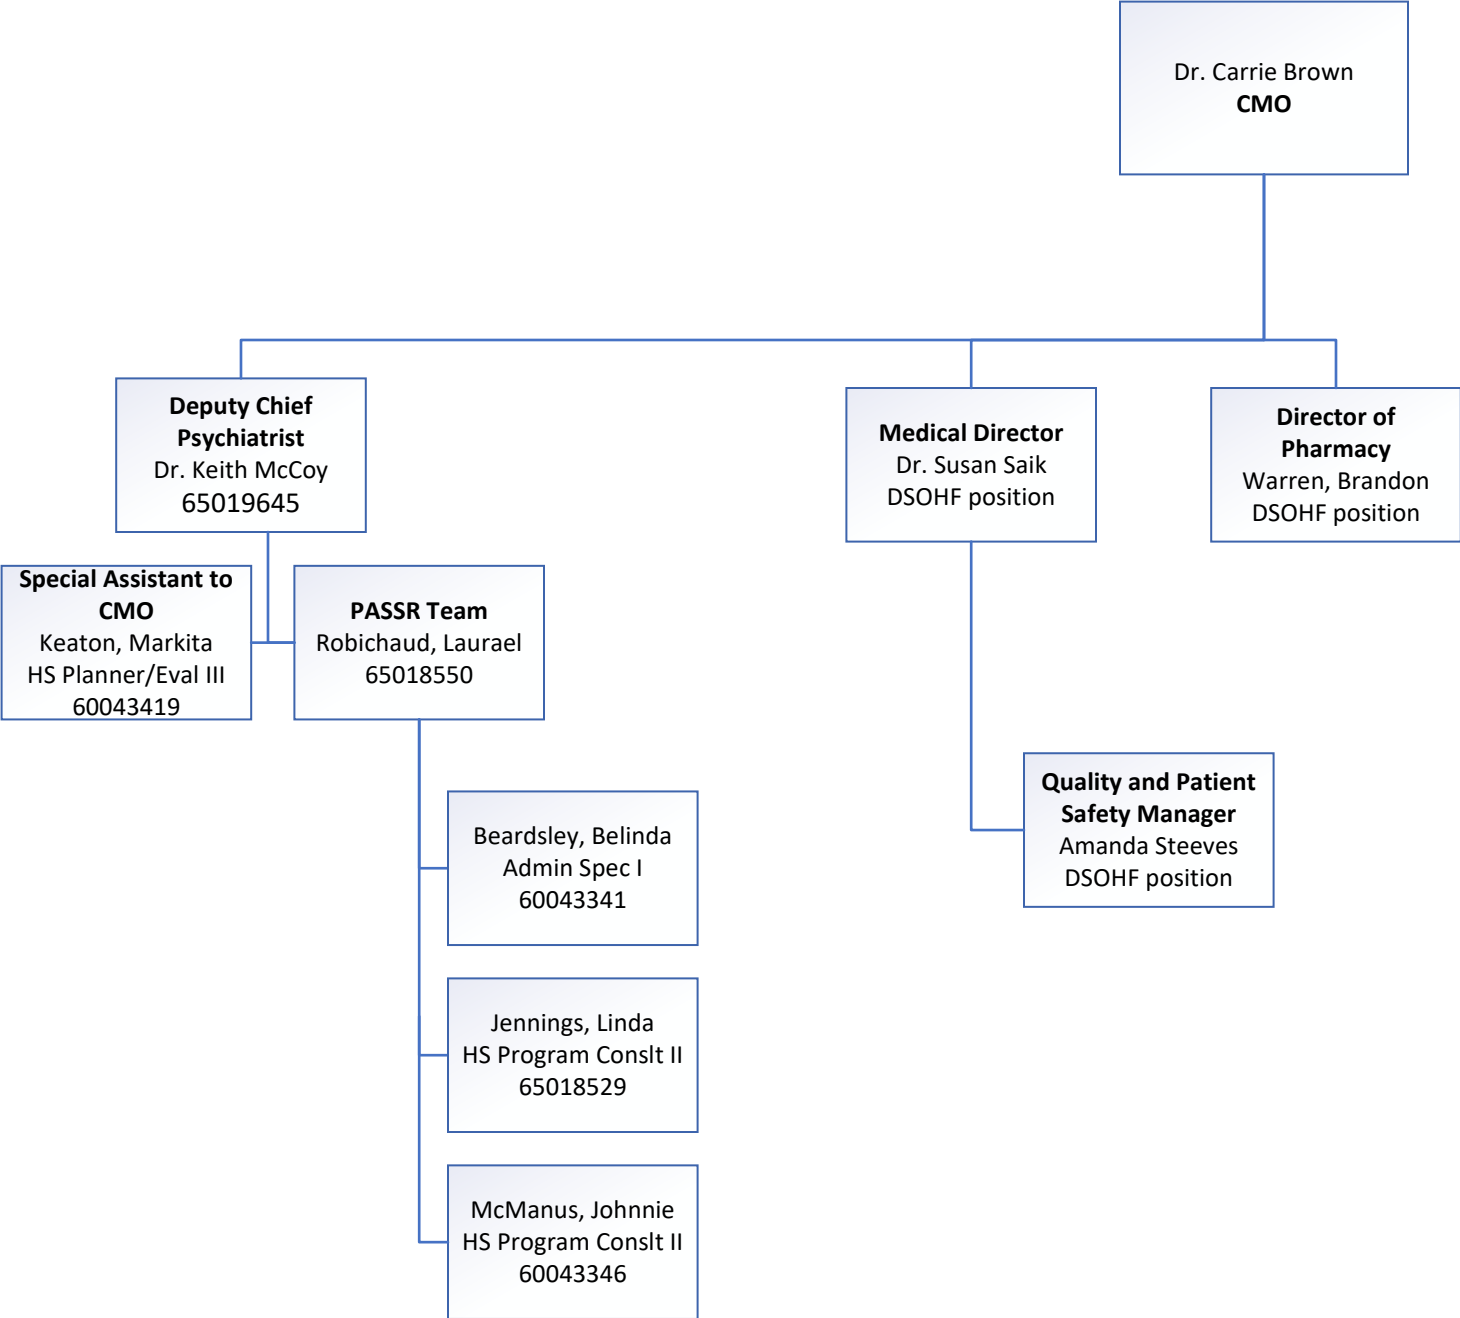 Dr. Carrie Brown
CMO
Deputy Chief
Psychiatrist
Dr. Keith McCoy
65019645
Medical Director
Dr. Susan Saik
DSOHF position
Director of
Pharmacy
Warren, Brandon
DSOHF position
Special Assistant to
CMO
Keaton, Markita
HS Planner/Eval III
60043419
PASSR Team
Robichaud, Laurael
65018550
Quality and Patient
Safety Manager
Amanda Steeves
DSOHF position
Beardsley, Belinda
Admin Spec I
60043341
Jennings, Linda
HS Program Conslt II
65018529
McManus, Johnnie
HS Program Conslt II
60043346